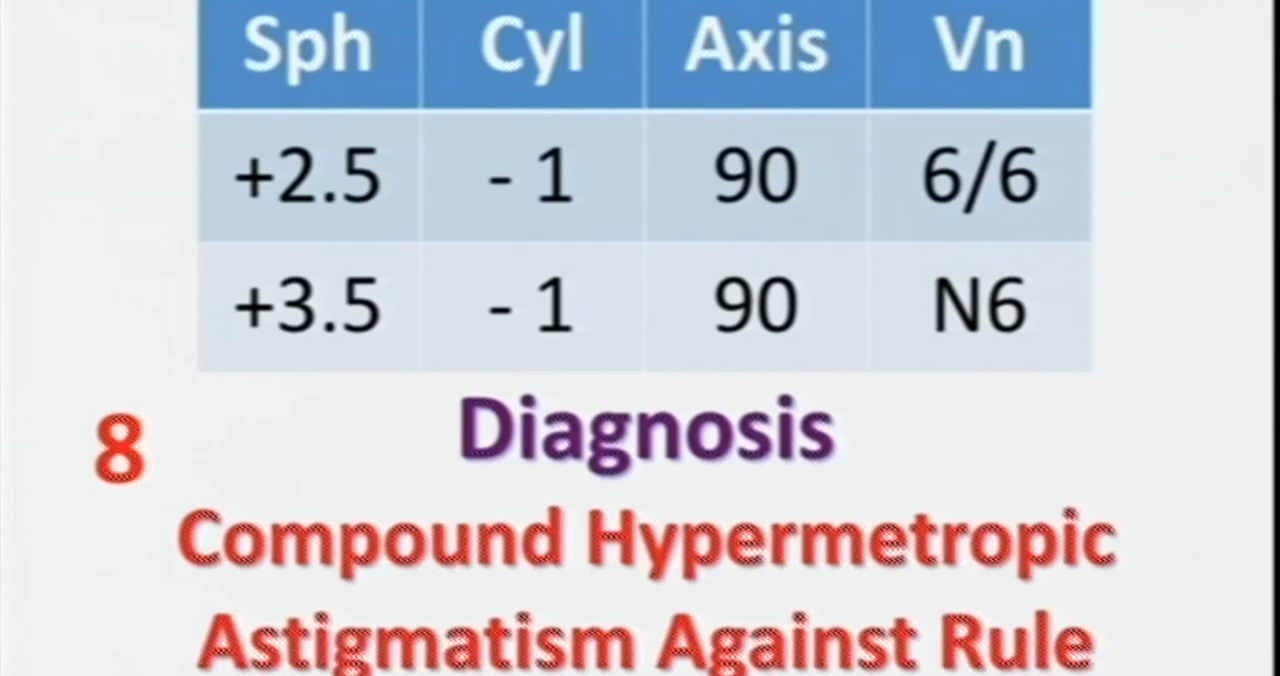 Sph Cyl Axis Vn
+2.5 - 1 90 6/6
+3.5 - 1 90 N6
8 Diagnosis
Compound Hypermetropic
Astigmatism Against Rule